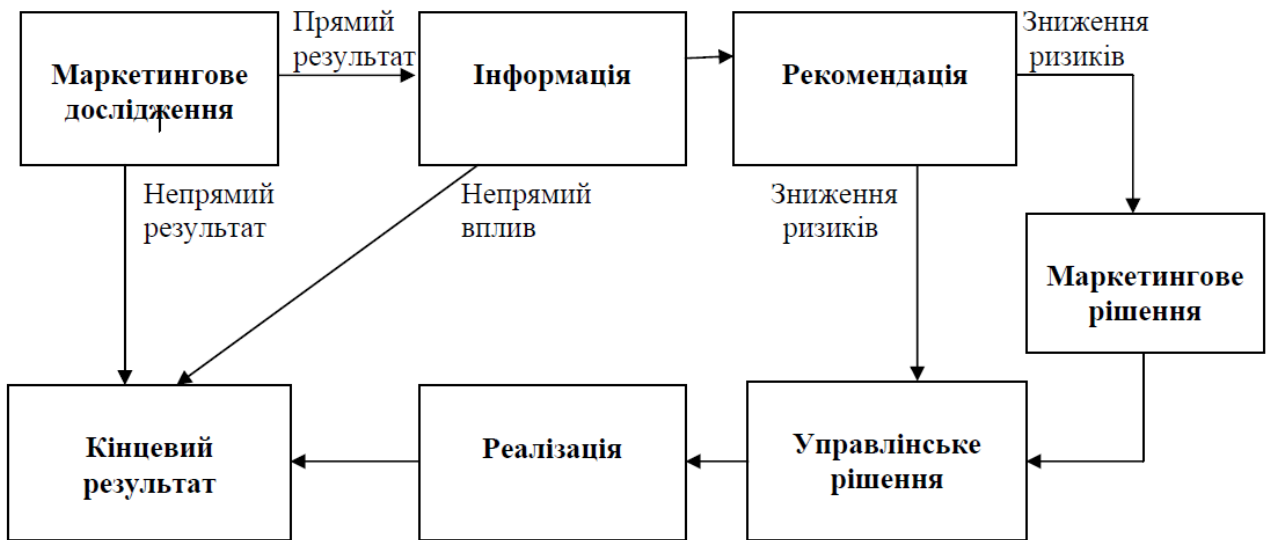 Прямий
результат
Зниження
ризиків
Маркетингове
дослідження
Інформація
Рекомендація
Непрямий
результат
Непрямий
вплив
Зниження
ризиків
Маркетингове
рішення
Кінцевий
результат
Реалізація
Управлінське
рішення